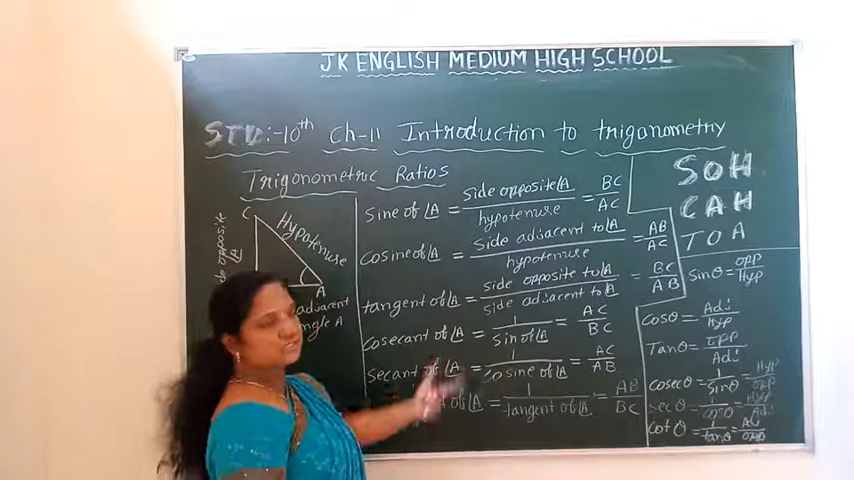 JK ENGLISH MEDIUM HIGH SCHOOL
STD:-10th Ch-11 Introduction to trigonometry
Trigonometric Ratios
C
Hypotenuse
Side opposite ∠A
A
adjacent
angle A
Sine of ∠A = Side opposite ∠A / hypotenuse = BC / AC
Cosine of ∠A = Side adjacent to ∠A / hypotenuse = AB / AC
tangent of ∠A = Side opposite to ∠A / Side adjacent to ∠A = BC / AB
Cosecant of ∠A = 1 / Sin of ∠A = AC / BC
Secant of ∠A = 1 / Cosine of ∠A = AC / AB
of ∠A = 1 / tangent of ∠A = AB / BC
SOH
CAH
TOA
Sinθ = opp / Hyp
Cosθ = Adj / Hyp
Tanθ = opp / Adj
Cosecθ = 1 / Sinθ = Hyp / opp
Secθ = 1 / Cosθ = Hyp / Adj
Cotθ = 1 / tanθ = Adj / opp